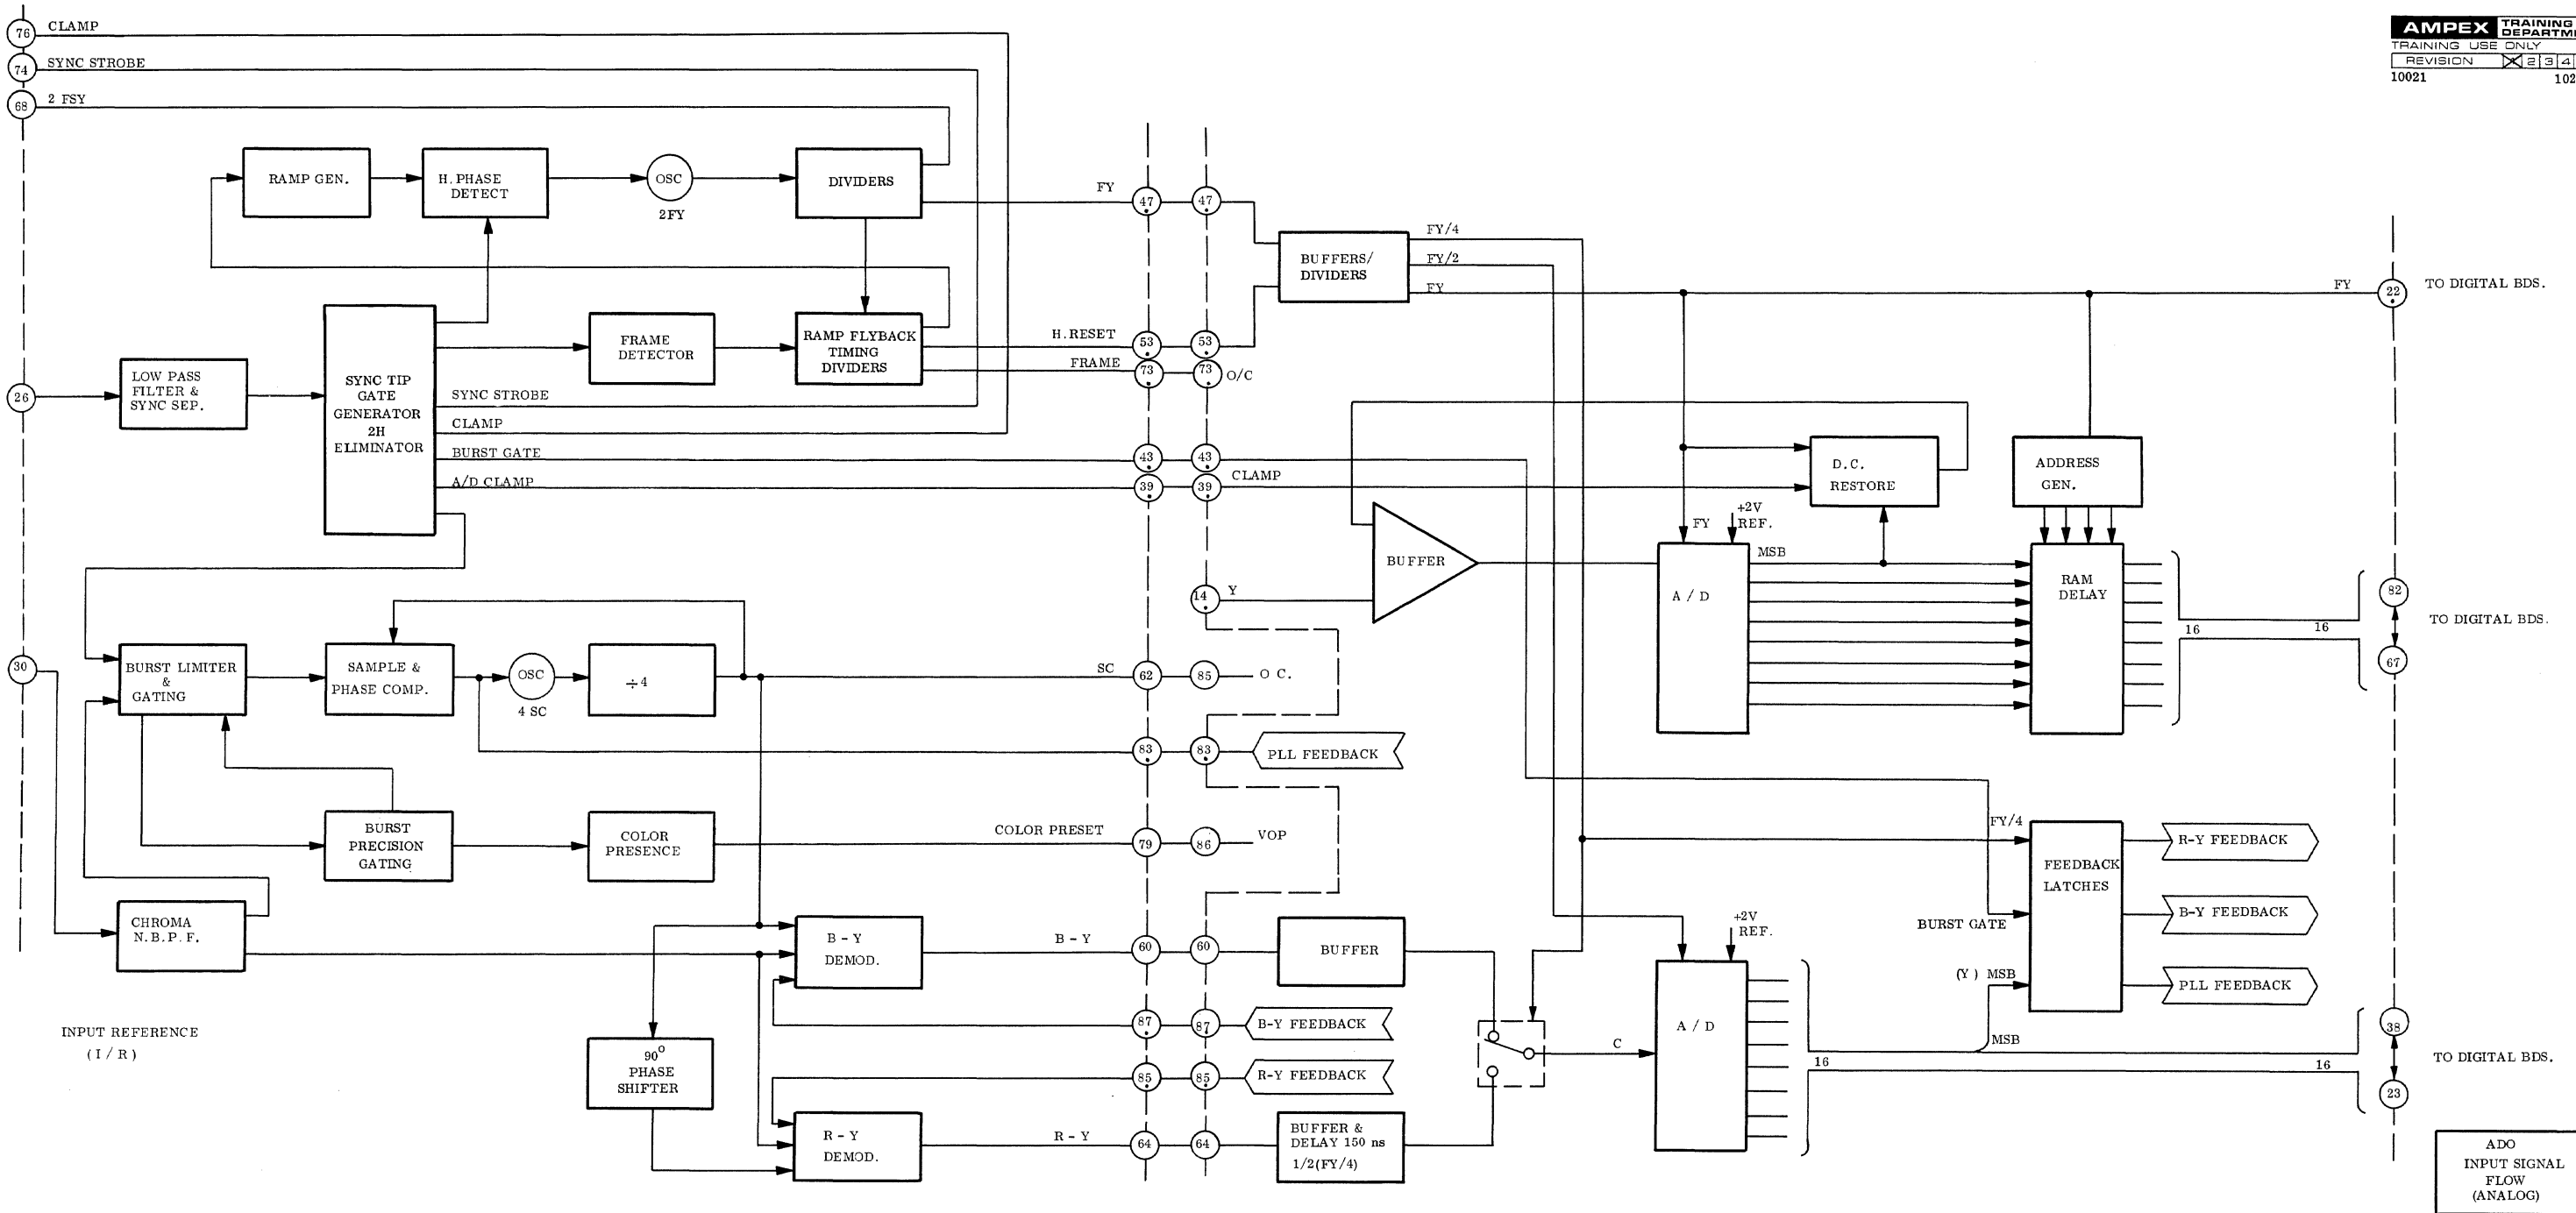 76 CLAMP
74 SYNC STROBE
68 2 FSY
AMPEX TRAINING
TRAINING USE ONLY
REVISION 2 3 4
10021
RAMP GEN.
H. PHASE
DETECT
OSC
2FY
DIVIDERS
FY
47 47
BUFFERS/
DIVIDERS
FY/4
FY/2
FY
FY
22
TO DIGITAL BDS.
26
LOW PASS
FILTER &
SYNC SEP.
SYNC TIP
GATE
GENERATOR
2H
ELIMINATOR
FRAME
DETECTOR
RAMP FLYBACK
TIMING
DIVIDERS
H. RESET
53 53
FRAME
73 73 O/C
SYNC STROBE
CLAMP
BURST GATE
43 43
A/D CLAMP
39 39 CLAMP
D.C.
RESTORE
ADDRESS
GEN.
BUFFER
14 Y
FY
+2V
REF.
A / D
MSB
RAM
DELAY
16
16
82
67
TO DIGITAL BDS.
30
BURST LIMITER
&
GATING
SAMPLE &
PHASE COMP.
OSC
4 SC
÷4
SC
62 85 O C.
83 83 PLL FEEDBACK
BURST
PRECISION
GATING
COLOR
PRESENCE
COLOR PRESET
79 86 VOP
CHROMA
N.B.P.F.
B - Y
DEMOD.
B - Y
60 60
BUFFER
87 87 B-Y FEEDBACK
85 85 R-Y FEEDBACK
90O
PHASE
SHIFTER
R - Y
DEMOD.
R - Y
64 64
BUFFER &
DELAY 150 ns
1/2(FY/4)
C
+2V
REF.
A / D
FY/4
BURST GATE
(Y) MSB
MSB
FEEDBACK
LATCHES
R-Y FEEDBACK
B-Y FEEDBACK
PLL FEEDBACK
16
16
38
23
TO DIGITAL BDS.
INPUT REFERENCE
( I / R )
ADO
INPUT SIGNAL
FLOW
(ANALOG)